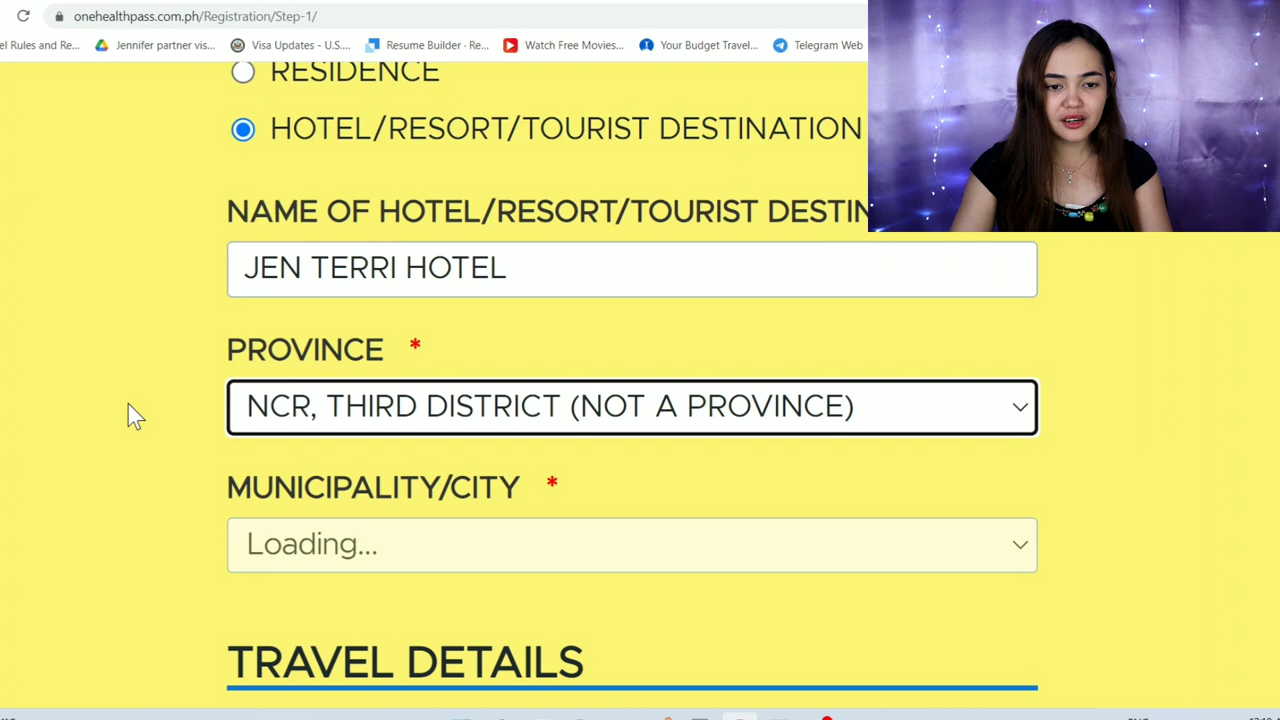 onehealthpass.com.ph/Registration/Step-1/
el Rules and Re... Jennifer partner vis... Visa Updates - U.S.... Resume Builder · Re... Watch Free Movies... Your Budget Travel... Telegram Web
RESIDENCE
HOTEL/RESORT/TOURIST DESTINATION
NAME OF HOTEL/RESORT/TOURIST DESTIN
JEN TERRI HOTEL
PROVINCE *
NCR, THIRD DISTRICT (NOT A PROVINCE)
MUNICIPALITY/CITY *
Loading...
TRAVEL DETAILS